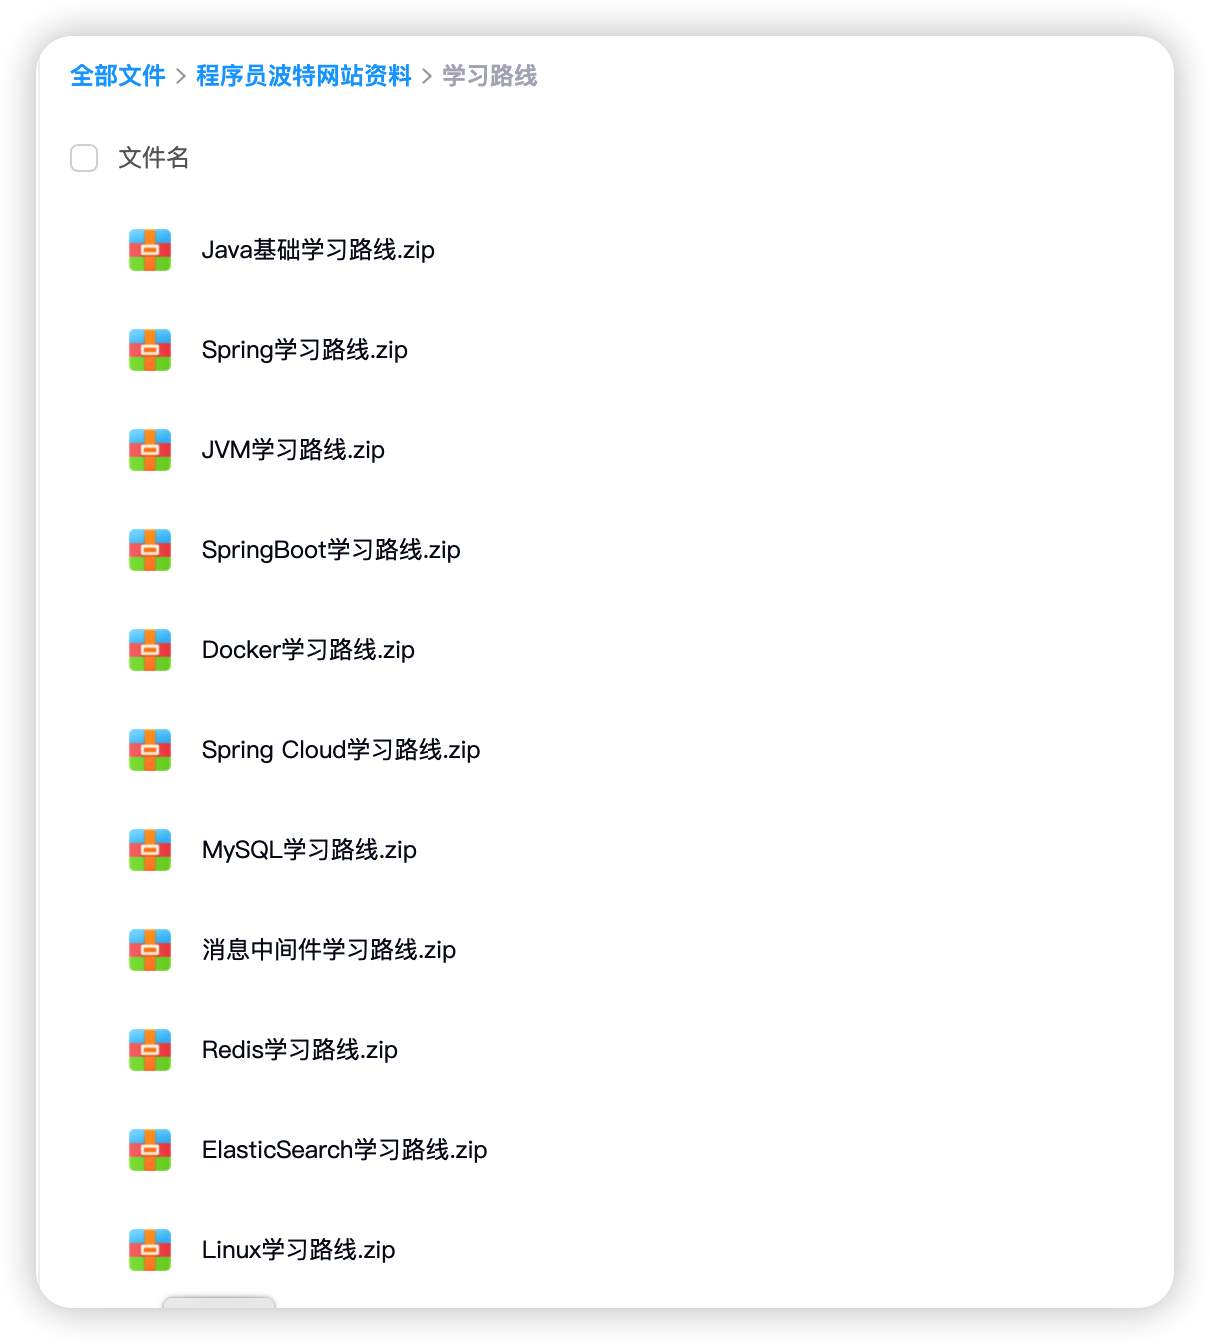 全部文件 > 程序员波特网站资料 > 学习路线
文件名
Java基础学习路线.zip
Spring学习路线.zip
JVM学习路线.zip
SpringBoot学习路线.zip
Docker学习路线.zip
Spring Cloud学习路线.zip
MySQL学习路线.zip
消息中间件学习路线.zip
Redis学习路线.zip
ElasticSearch学习路线.zip
Linux学习路线.zip